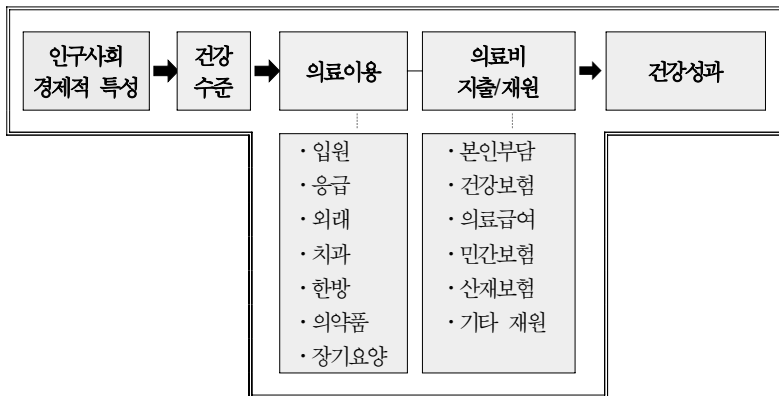 인구사회
경제적 특성
건강
수준
의료이용
의료비
지출/재원
건강성과
· 입원
· 응급
· 외래
· 치과
· 한방
· 의약품
· 장기요양
· 본인부담
· 건강보험
· 의료급여
· 민간보험
· 산재보험
· 기타 재원